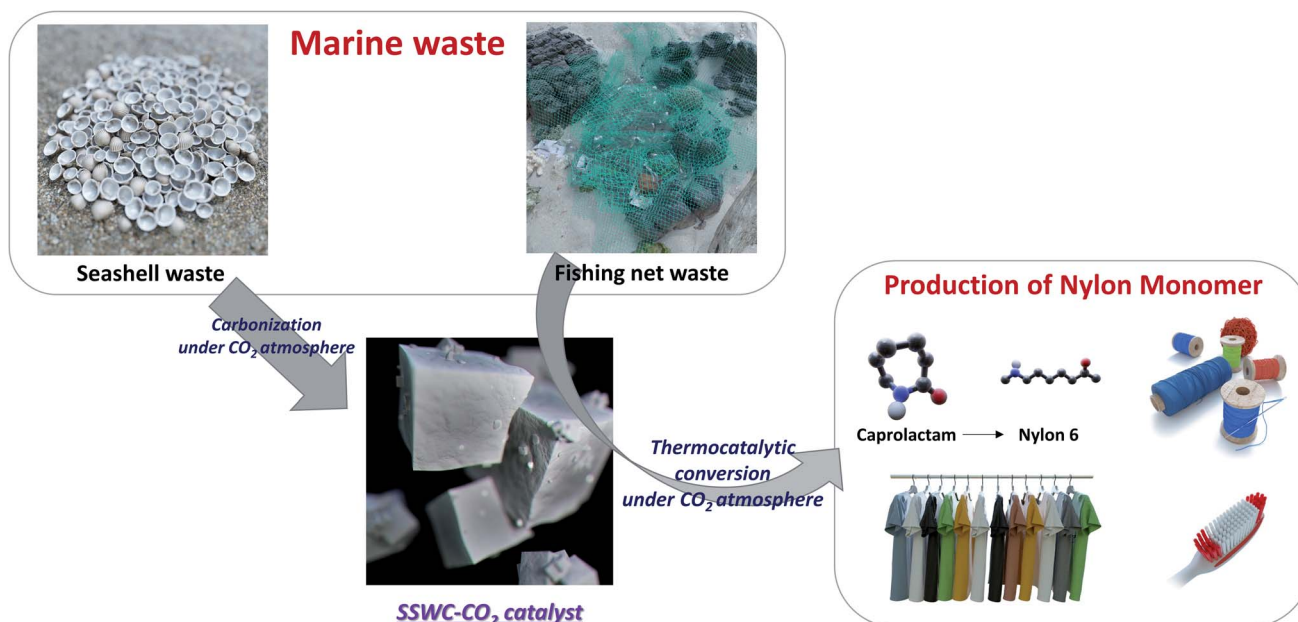 Marine waste
Seashell waste
Fishing net waste
Carbonization
under CO₂ atmosphere
SSWC-CO₂ catalyst
Thermocatalytic
conversion
under CO₂ atmosphere
Production of Nylon Monomer
Caprolactam → Nylon 6